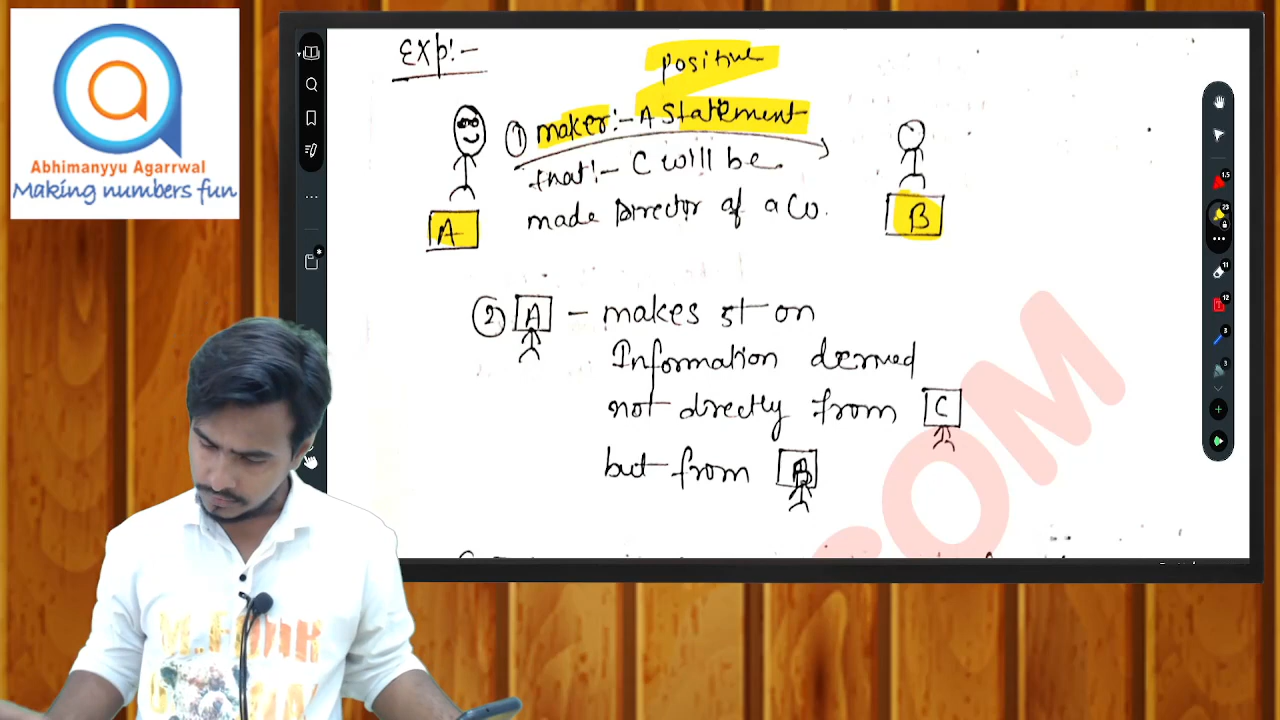 Abhimanyyu Agarrwal
Making numbers fun
Exp:-
positive
① maker:- A Statement
that:- C will be
made Director of a Co.
A
B
② A - makes st on
Information derived
not directly from C
but from B
COM
M.F